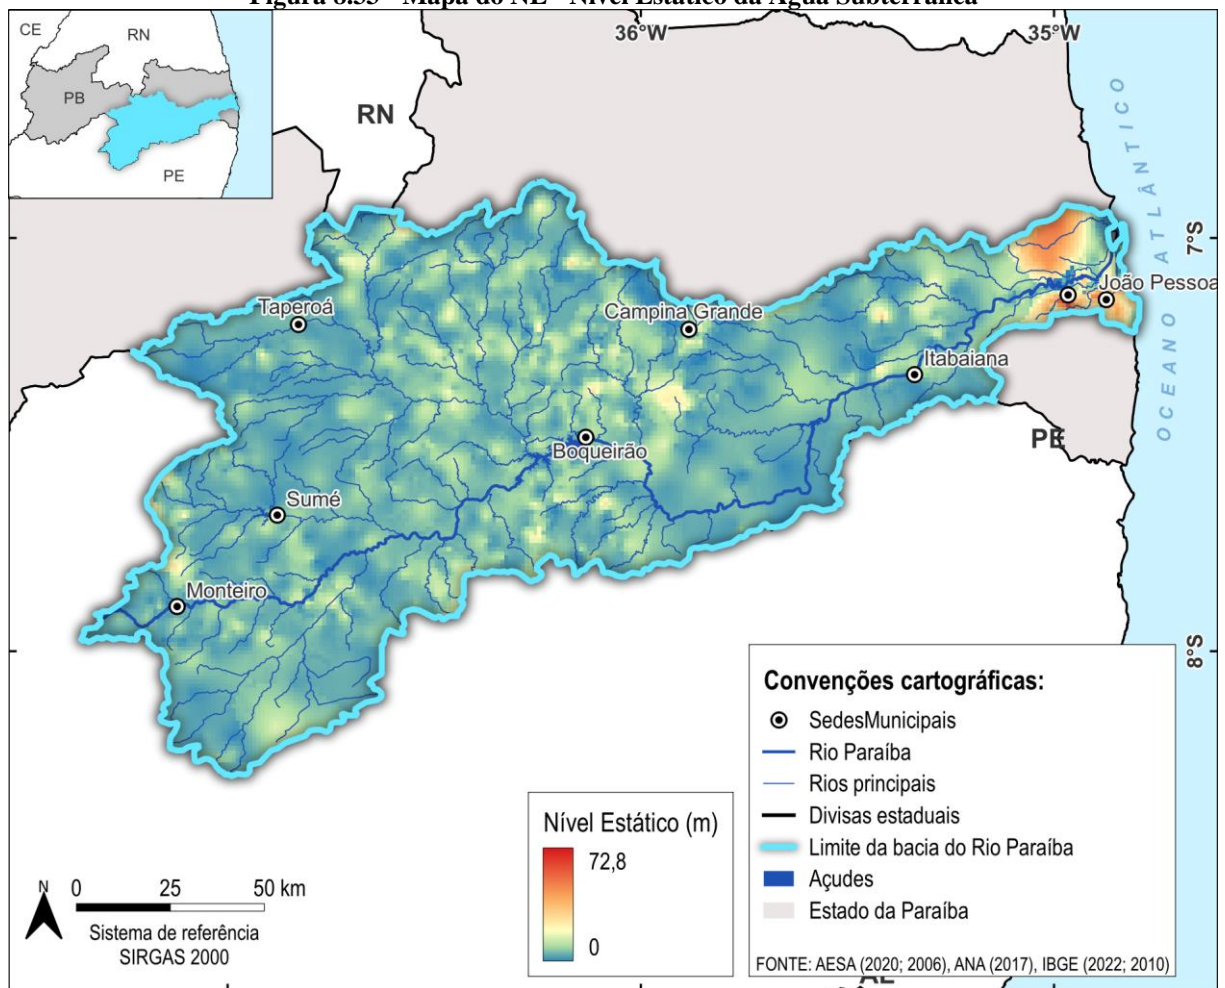 Figura 8.33 - Mapa do NE - Nível Estático da Água Subterrânea
36°W
35°W
CE
RN
PB
PE
RN
OCEANO ATLÂNTICO
7°S
João Pessoa
Taperoá
Campina Grande
Itabaiana
PE
Boqueirão
Sumé
Monteiro
8°S
Convenções cartográficas:
SedesMunicipais
Rio Paraíba
Rios principais
Divisas estaduais
Limite da bacia do Rio Paraíba
Açudes
Estado da Paraíba
FONTE: AESA (2020; 2006), ANA (2017), IBGE (2022; 2010)
Nível Estático (m)
72,8
0
N
0 25 50 km
Sistema de referência
SIRGAS 2000
AL